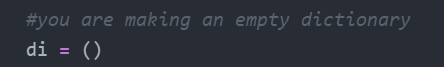 #you are making an empty dictionary
di = ()